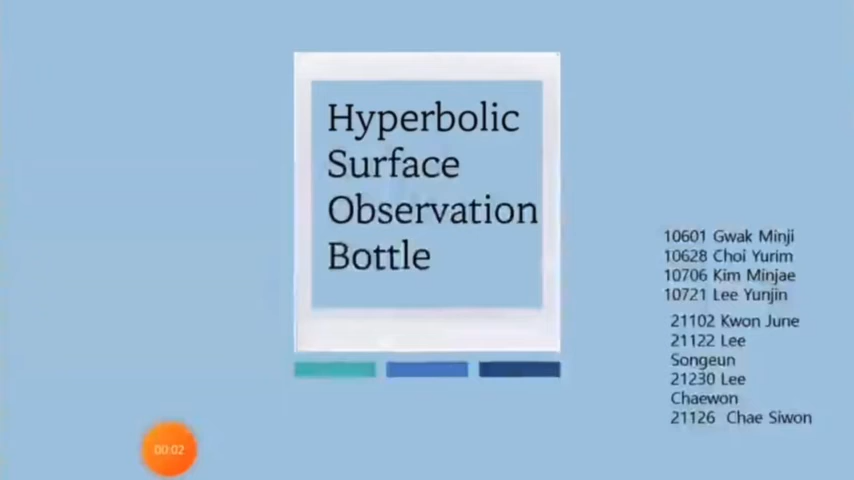 Hyperbolic
Surface
Observation
Bottle
10601 Gwak Minji
10628 Choi Yurim
10706 Kim Minjae
10721 Lee Yunjin
21102 Kwon June
21122 Lee
Songeun
21230 Lee
Chaewon
21126 Chae Siwon
00:02